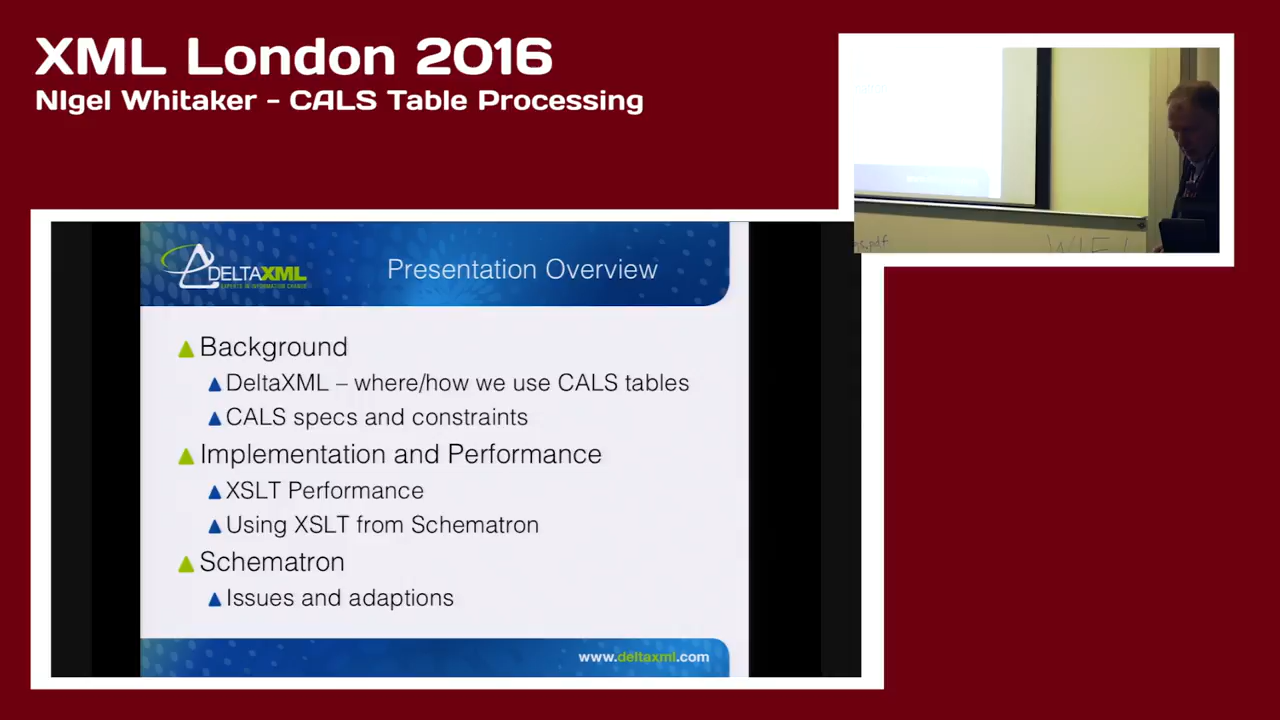 XML London 2016
NIgel Whitaker - CALS Table Processing
DELTAXML
EXPERTS IN INFORMATION CHANGE
Presentation Overview
Background
DeltaXML – where/how we use CALS tables
CALS specs and constraints
Implementation and Performance
XSLT Performance
Using XSLT from Schematron
Schematron
Issues and adaptions
www.deltaxml.com